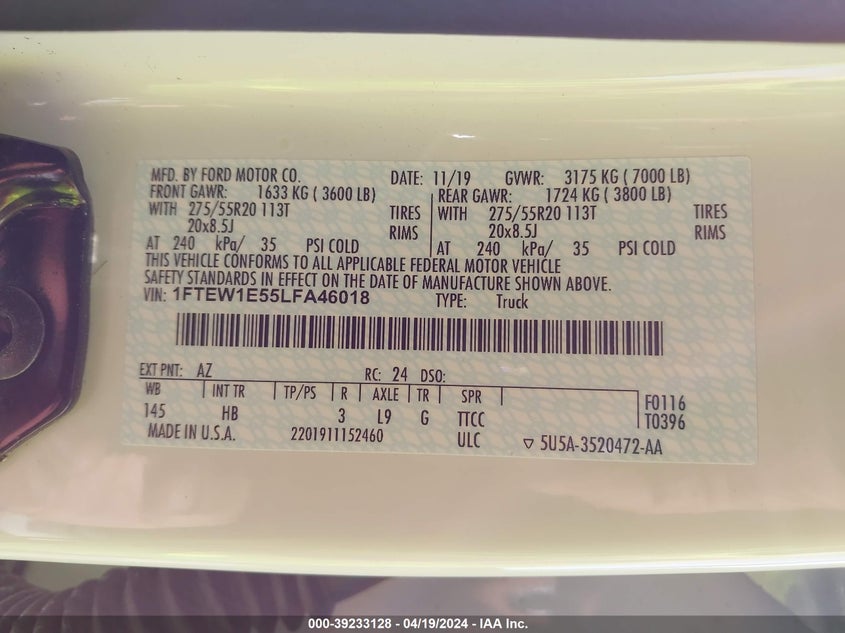 MFD. BY FORD MOTOR CO. DATE: 11/19 GVWR: 3175 KG ( 7000 LB)
FRONT GAWR: 1633 KG ( 3600 LB) REAR GAWR: 1724 KG ( 3800 LB)
WITH 275/55R20 113T TIRES WITH 275/55R20 113T TIRES
20x8.5J RIMS 20x8.5J RIMS
AT 240 kPa/ 35 PSI COLD AT 240 kPa/ 35 PSI COLD
THIS VEHICLE CONFORMS TO ALL APPLICABLE FEDERAL MOTOR VEHICLE
SAFETY STANDARDS IN EFFECT ON THE DATE OF MANUFACTURE SHOWN ABOVE.
VIN: 1FTEW1E55LFA46018 TYPE: Truck
EXT PNT: AZ RC: 24 DSO:
WB INT TR TP/PS R AXLE TR SPR F0116
145 HB 3 L9 G TTCC T0396
MADE IN U.S.A. 2201911152460 ULC ▽ 5U5A-3520472-AA
000-39233128 - 04/19/2024 - IAA Inc.